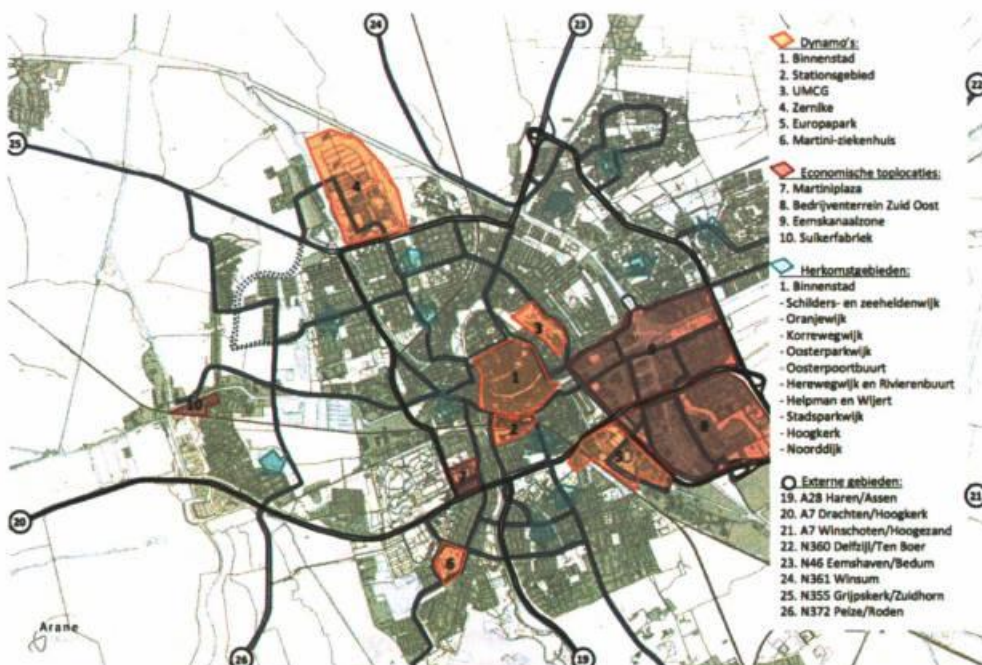 24
23
22
25
4
3
9
1
10
2
5
8
7
6
20
21
26
19
Arane
Dynamo's:
1. Binnenstad
2. Stationsgebied
3. UMCG
4. Zernike
5. Europapark
6. Martini-ziekenhuis
Economische toplocaties:
7. Martiniplaza
8. Bedrijventerrein Zuid Oost
9. Eemskanaalzone
10. Suikerfabriek
Herkomstgebieden:
1. Binnenstad
- Schilders- en zeeheldenwijk
- Oranjewijk
- Korrewegwijk
- Oosterparkwijk
- Oosterpoortbuurt
- Herewegwijk en Rivierenbuurt
- Helpman en Wijert
- Stadsparkwijk
- Hoogkerk
- Noorddijk
Externe gebieden:
19. A28 Haren/Assen
20. A7 Drachten/Hoogkerk
21. A7 Winschoten/Hoogezand
22. N360 Delfzijl/Ten Boer
23. N46 Eemshaven/Bedum
24. N361 Winsum
25. N355 Grijpskerk/Zuidhorn
26. N372 Peize/Roden